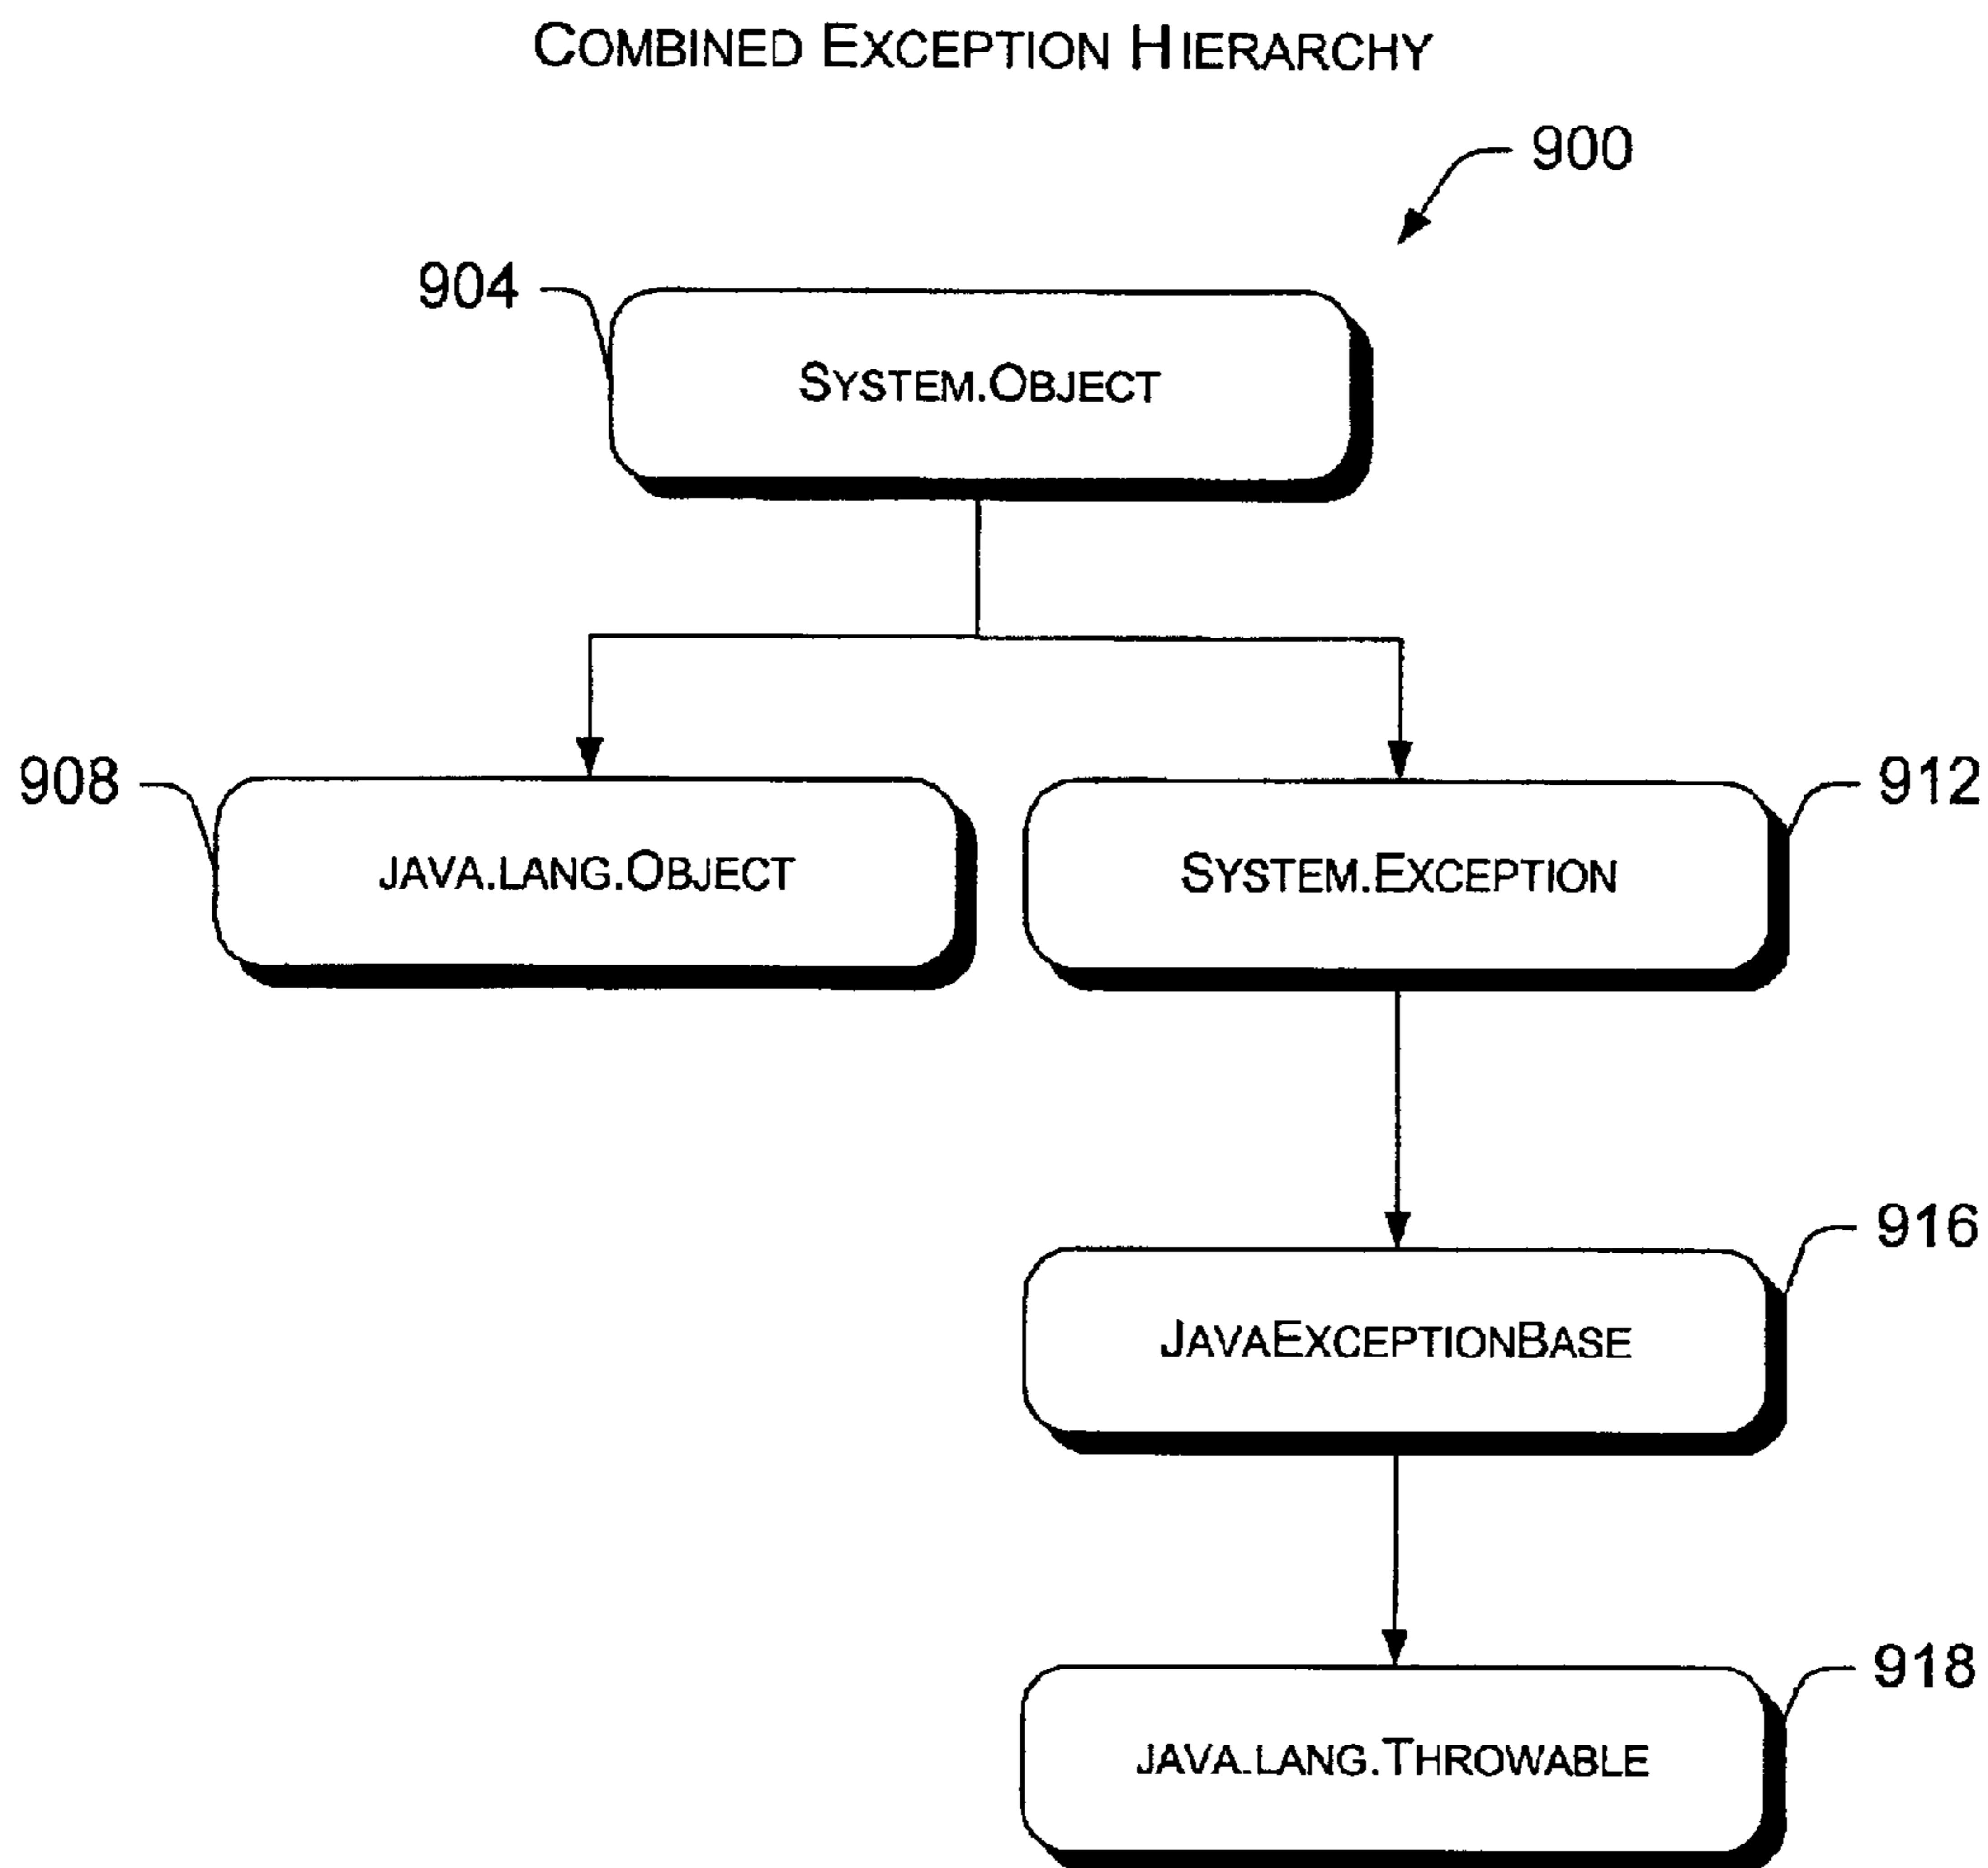 COMBINED EXCEPTION HIERARCHY
900
904
SYSTEM.OBJECT
908
JAVA.LANG.OBJECT
912
SYSTEM.EXCEPTION
916
JAVAEXCEPTIONBASE
918
JAVA.LANG.THROWABLE